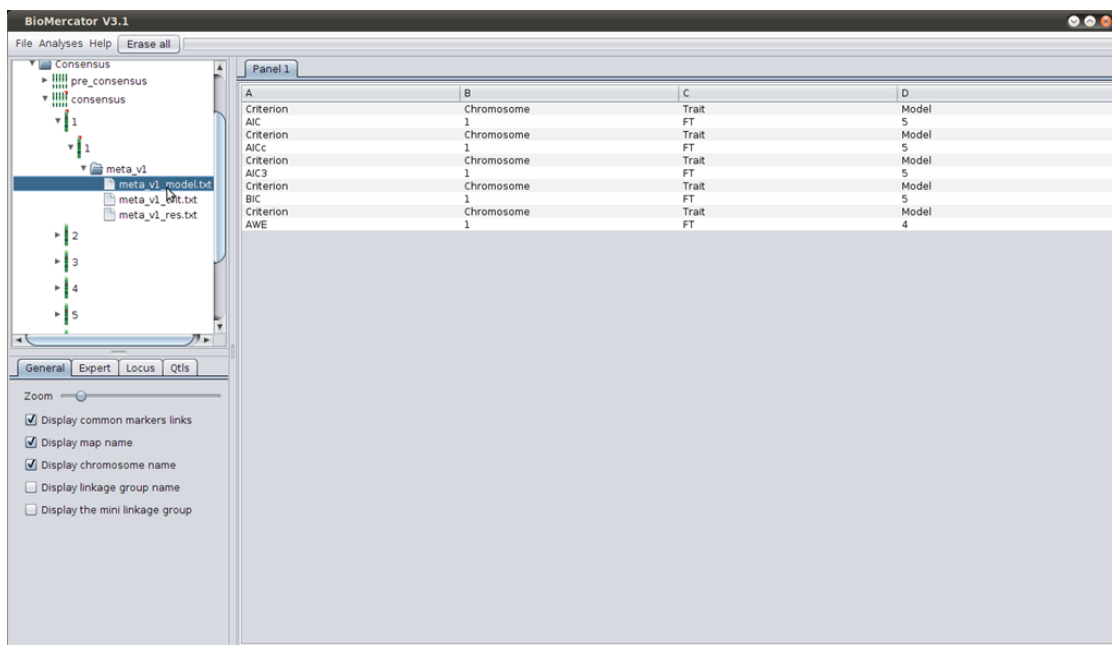 BioMercator V3.1
File Analyses Help Erase all
Consensus
pre_consensus
consensus
1
1
meta_v1
meta_v1_model.txt
meta_v1_
meta_v1_res.txt
2
3
4
5
General Expert Locus Qtls
Zoom
Display common markers links
Display map name
Display chromosome name
Display linkage group name
Display the mini linkage group
Panel 1
A B C D
Criterion Chromosome Trait Model
AIC 1 FT 5
Criterion Chromosome Trait Model
AICc 1 FT 5
Criterion Chromosome Trait Model
AIC3 1 FT 5
Criterion Chromosome Trait Model
BIC 1 FT 5
Criterion Chromosome Trait Model
AWE 1 FT 4